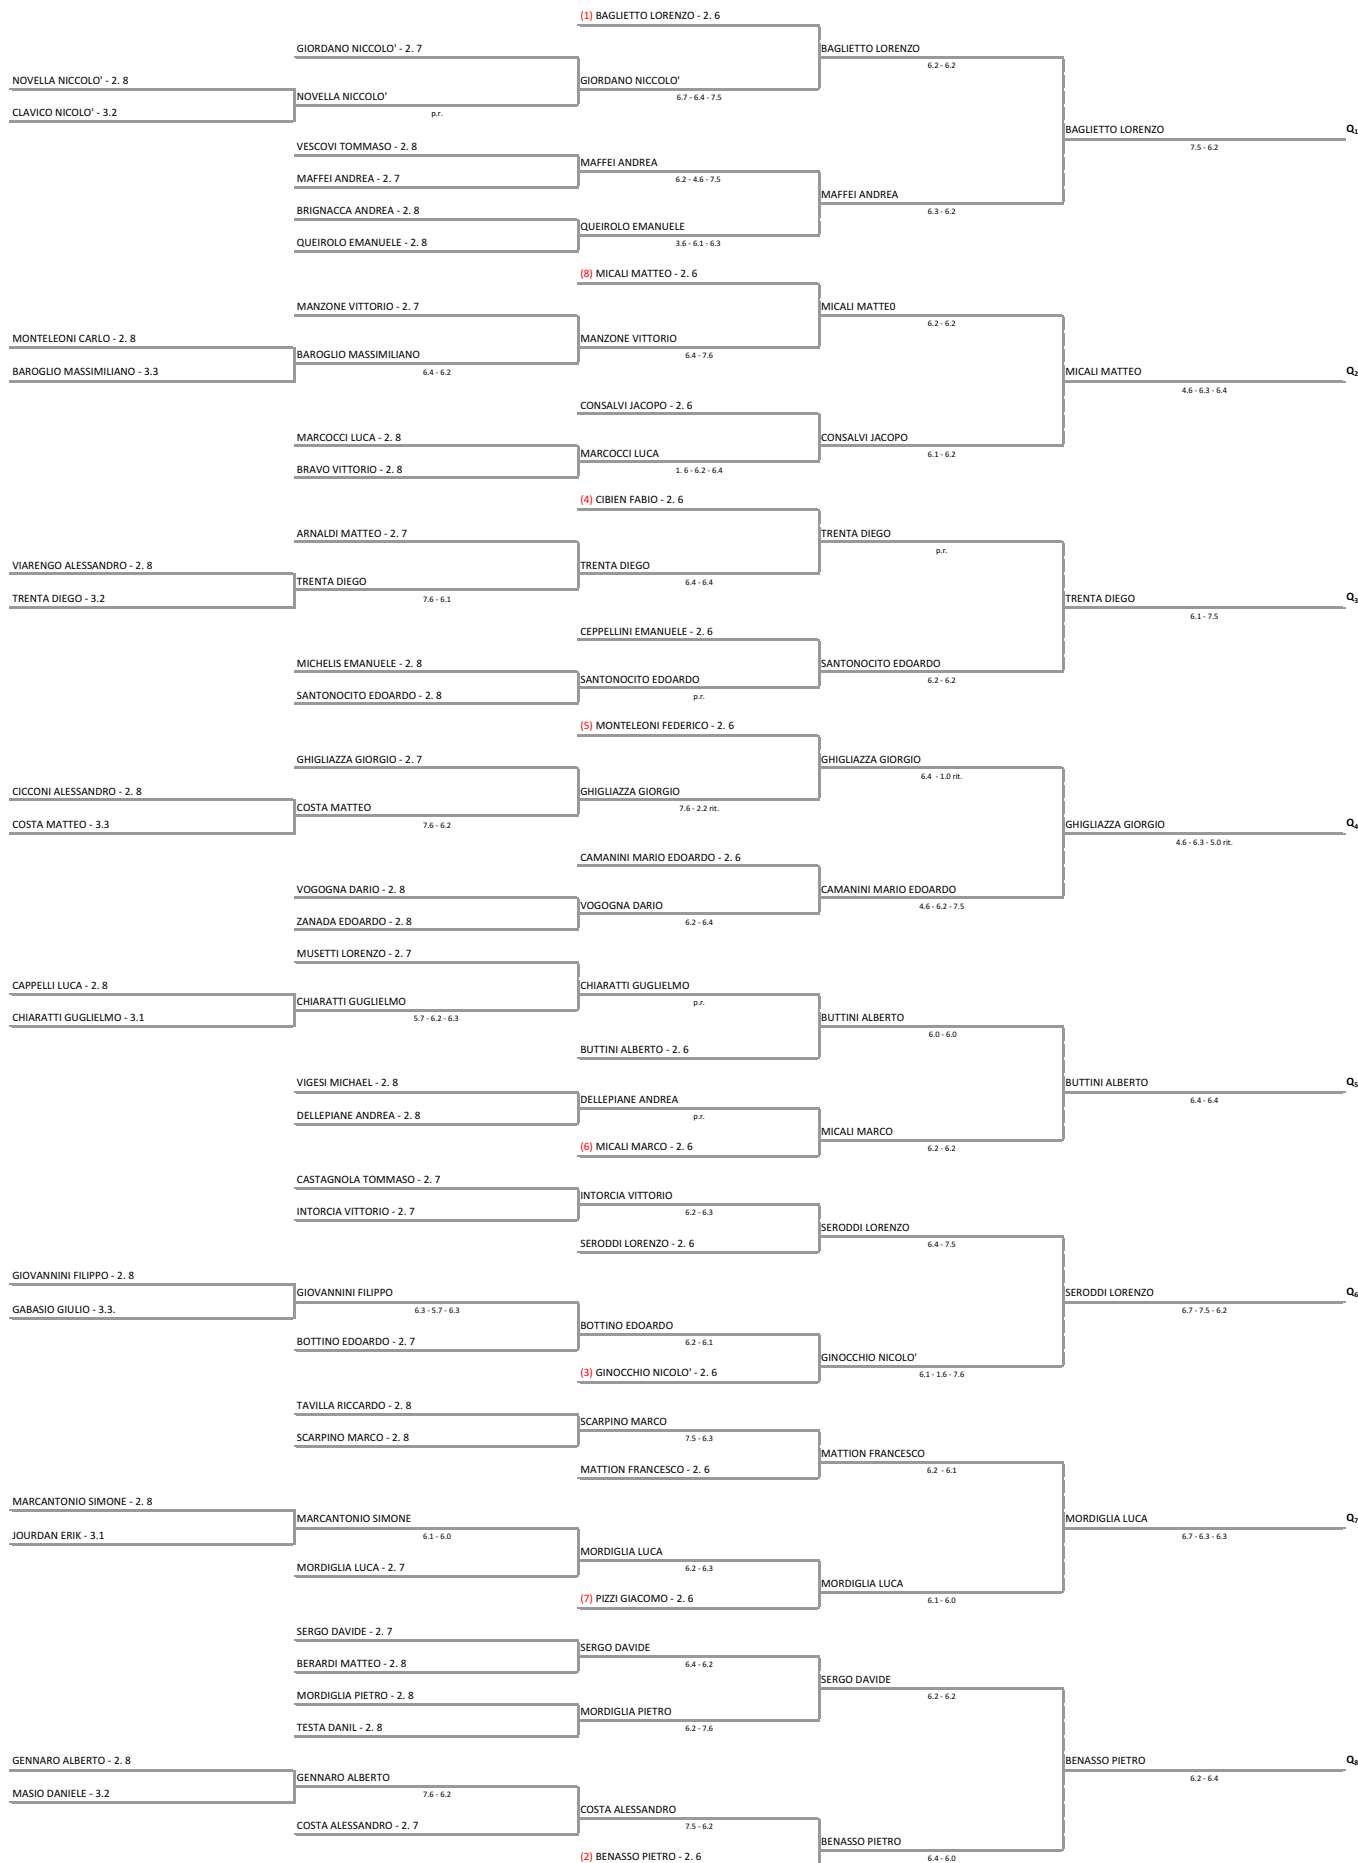 (1) BAGLIETTO LORENZO - 2. 6
GIORDANO NICCOLO' - 2. 7
BAGLIETTO LORENZO
6.2 - 6.2
NOVELLA NICCOLO' - 2. 8
GIORDANO NICCOLO'
NOVELLA NICCOLO'
6.7 - 6.4 - 7.5
CLAVICO NICOLO' - 3.2
p.r.
BAGLIETTO LORENZO
Q₁
7.5 - 6.2
VESCOVI TOMMASO - 2. 8
MAFFEI ANDREA
MAFFEI ANDREA - 2. 7
6.2 - 4.6 - 7.5
MAFFEI ANDREA
6.3 - 6.2
BRIGNACCA ANDREA - 2. 8
QUEIROLO EMANUELE
QUEIROLO EMANUELE - 2. 8
3.6 - 6.1 - 6.3
(8) MICALI MATTEO - 2. 6
MANZONE VITTORIO - 2. 7
MICALI MATTE0
6.2 - 6.2
MONTELEONI CARLO - 2. 8
MANZONE VITTORIO
BAROGLIO MASSIMILIANO
6.4 - 7.6
BAROGLIO MASSIMILIANO - 3.3
6.4 - 6.2
MICALI MATTEO
Q₂
4.6 - 6.3 - 6.4
CONSALVI JACOPO - 2. 6
MARCOCCI LUCA - 2. 8
CONSALVI JACOPO
MARCOCCI LUCA
6.1 - 6.2
BRAVO VITTORIO - 2. 8
1. 6 - 6.2 - 6.4
(4) CIBIEN FABIO - 2. 6
ARNALDI MATTEO - 2. 7
TRENTA DIEGO
p.r.
VIARENGO ALESSANDRO - 2. 8
TRENTA DIEGO
TRENTA DIEGO
6.4 - 6.4
TRENTA DIEGO - 3.2
7.6 - 6.1
TRENTA DIEGO
Q₃
6.1 - 7.5
CEPPELLINI EMANUELE - 2. 6
MICHELIS EMANUELE - 2. 8
SANTONOCITO EDOARDO
SANTONOCITO EDOARDO
6.2 - 6.2
SANTONOCITO EDOARDO - 2. 8
p.r.
(5) MONTELEONI FEDERICO - 2. 6
GHIGLIAZZA GIORGIO - 2. 7
GHIGLIAZZA GIORGIO
6.4 - 1.0 rit.
CICCONI ALESSANDRO - 2. 8
GHIGLIAZZA GIORGIO
COSTA MATTEO
7.6 - 2.2 rit.
COSTA MATTEO - 3.3
7.6 - 6.2
GHIGLIAZZA GIORGIO
Q₄
4.6 - 6.3 - 5.0 rit.
CAMANINI MARIO EDOARDO - 2. 6
VOGOGNA DARIO - 2. 8
CAMANINI MARIO EDOARDO
VOGOGNA DARIO
4.6 - 6.2 - 7.5
ZANADA EDOARDO - 2. 8
6.2 - 6.4
MUSETTI LORENZO - 2. 7
CAPPELLI LUCA - 2. 8
CHIARATTI GUGLIELMO
CHIARATTI GUGLIELMO
p.r.
CHIARATTI GUGLIELMO - 3.1
5.7 - 6.2 - 6.3
BUTTINI ALBERTO
6.0 - 6.0
BUTTINI ALBERTO - 2. 6
VIGESI MICHAEL - 2. 8
BUTTINI ALBERTO
Q₅
DELLEPIANE ANDREA
6.4 - 6.4
DELLEPIANE ANDREA - 2. 8
p.r.
MICALI MARCO
(6) MICALI MARCO - 2. 6
6.2 - 6.2
CASTAGNOLA TOMMASO - 2. 7
INTORCIA VITTORIO
INTORCIA VITTORIO - 2. 7
6.2 - 6.3
SERODDI LORENZO
SERODDI LORENZO - 2. 6
6.4 - 7.5
GIOVANNINI FILIPPO - 2. 8
GIOVANNINI FILIPPO
SERODDI LORENZO
Q₆
GABASIO GIULIO - 3.3.
6.3 - 5.7 - 6.3
6.7 - 7.5 - 6.2
BOTTINO EDOARDO
BOTTINO EDOARDO - 2. 7
6.2 - 6.1
GINOCCHIO NICOLO'
(3) GINOCCHIO NICOLO' - 2. 6
6.1 - 1.6 - 7.6
TAVILLA RICCARDO - 2. 8
SCARPINO MARCO
SCARPINO MARCO - 2. 8
7.5 - 6.3
MATTION FRANCESCO
MATTION FRANCESCO - 2. 6
6.2 - 6.1
MARCANTONIO SIMONE - 2. 8
MARCANTONIO SIMONE
MORDIGLIA LUCA
Q₇
JOURDAN ERIK - 3.1
6.1 - 6.0
6.7 - 6.3 - 6.3
MORDIGLIA LUCA
MORDIGLIA LUCA - 2. 7
6.2 - 6.3
MORDIGLIA LUCA
(7) PIZZI GIACOMO - 2. 6
6.1 - 6.0
SERGO DAVIDE - 2. 7
SERGO DAVIDE
BERARDI MATTEO - 2. 8
6.4 - 6.2
SERGO DAVIDE
MORDIGLIA PIETRO - 2. 8
6.2 - 6.2
MORDIGLIA PIETRO
TESTA DANIL - 2. 8
6.2 - 7.6
GENNARO ALBERTO - 2. 8
BENASSO PIETRO
Q₈
GENNARO ALBERTO
6.2 - 6.4
MASIO DANIELE - 3.2
7.6 - 6.2
COSTA ALESSANDRO
COSTA ALESSANDRO - 2. 7
7.5 - 6.2
BENASSO PIETRO
(2) BENASSO PIETRO - 2. 6
6.4 - 6.0